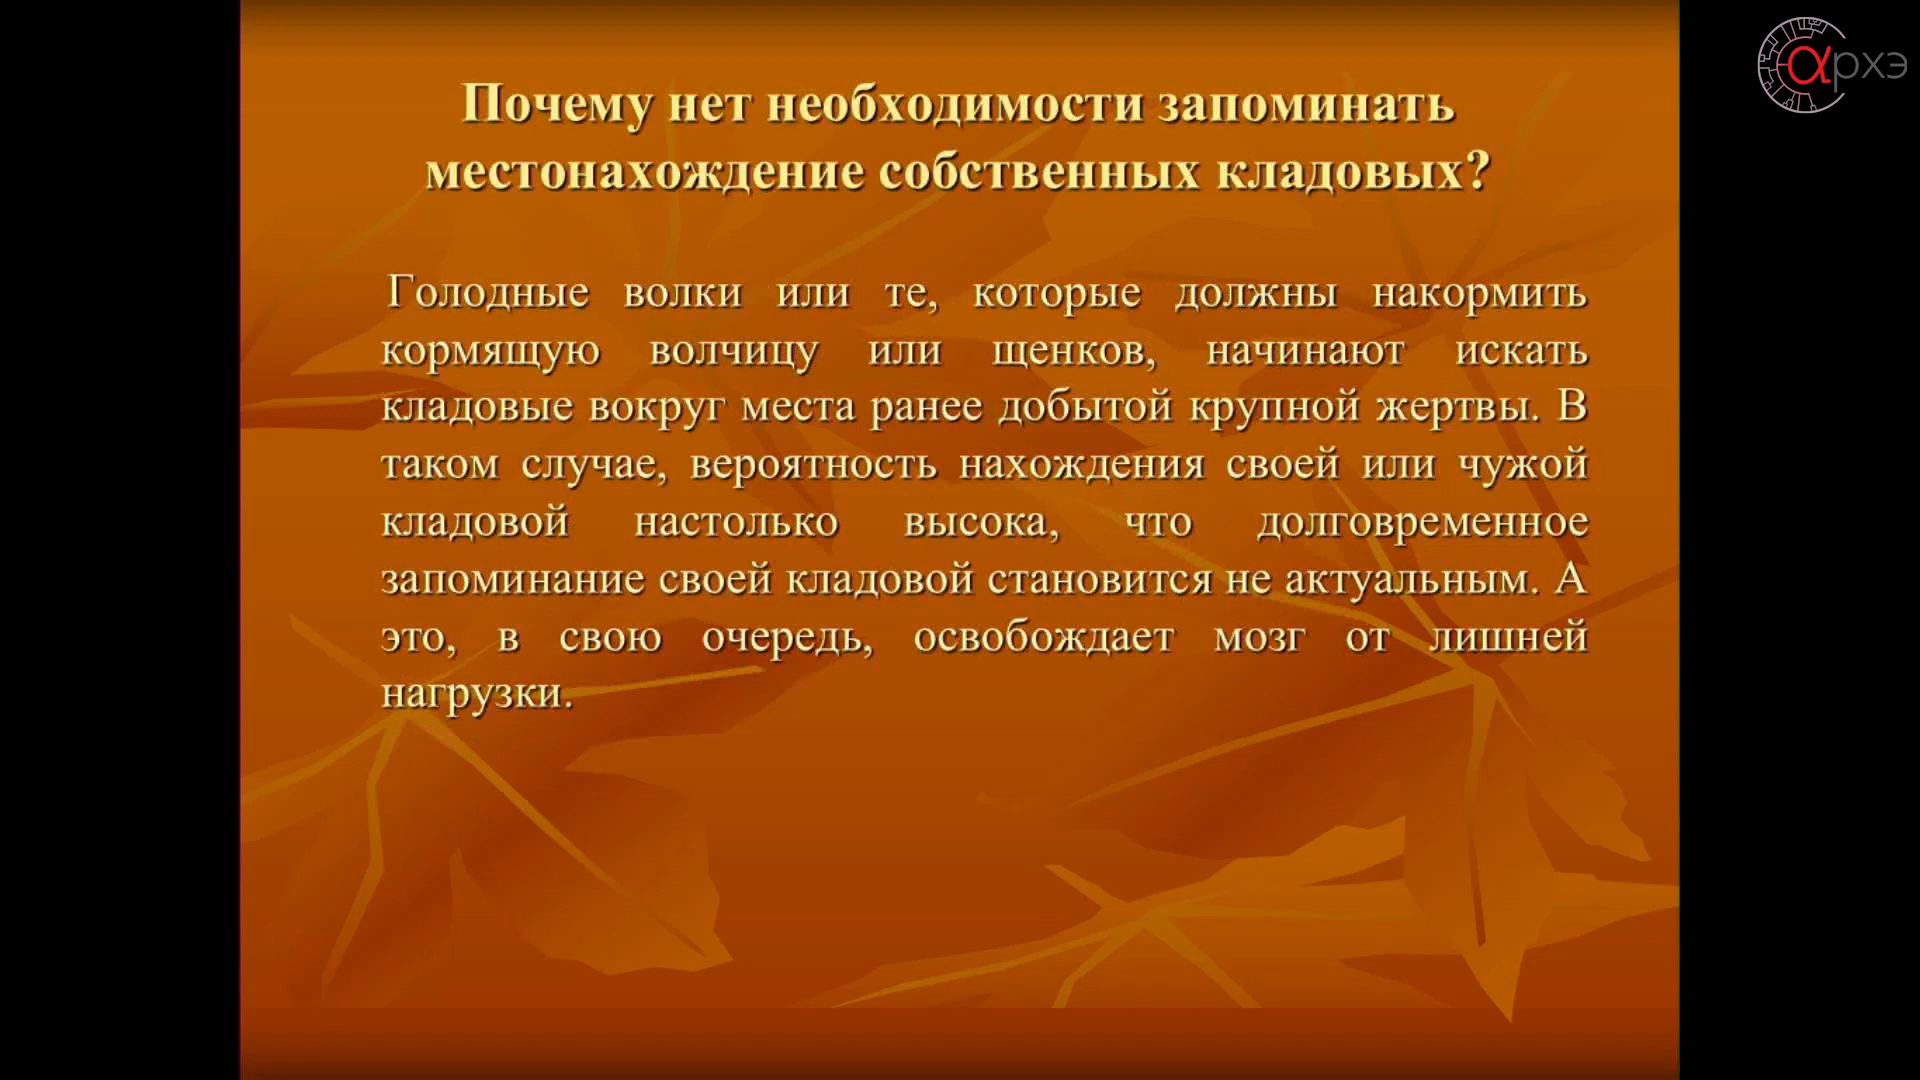 архэ
Почему нет необходимости запоминать
местонахождение собственных кладовых?
Голодные волки или те, которые должны накормить
кормящую волчицу или щенков, начинают искать
кладовые вокруг места ранее добытой крупной жертвы. В
таком случае, вероятность нахождения своей или чужой
кладовой настолько высока, что долговременное
запоминание своей кладовой становится не актуальным. А
это, в свою очередь, освобождает мозг от лишней
нагрузки.